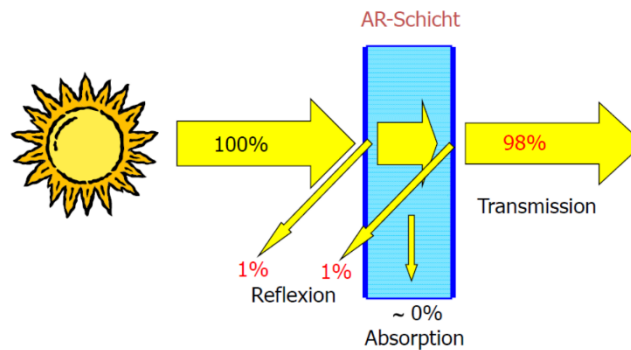 AR-Schicht
100%
98%
Transmission
1%
1%
Reflexion
~ 0%
Absorption